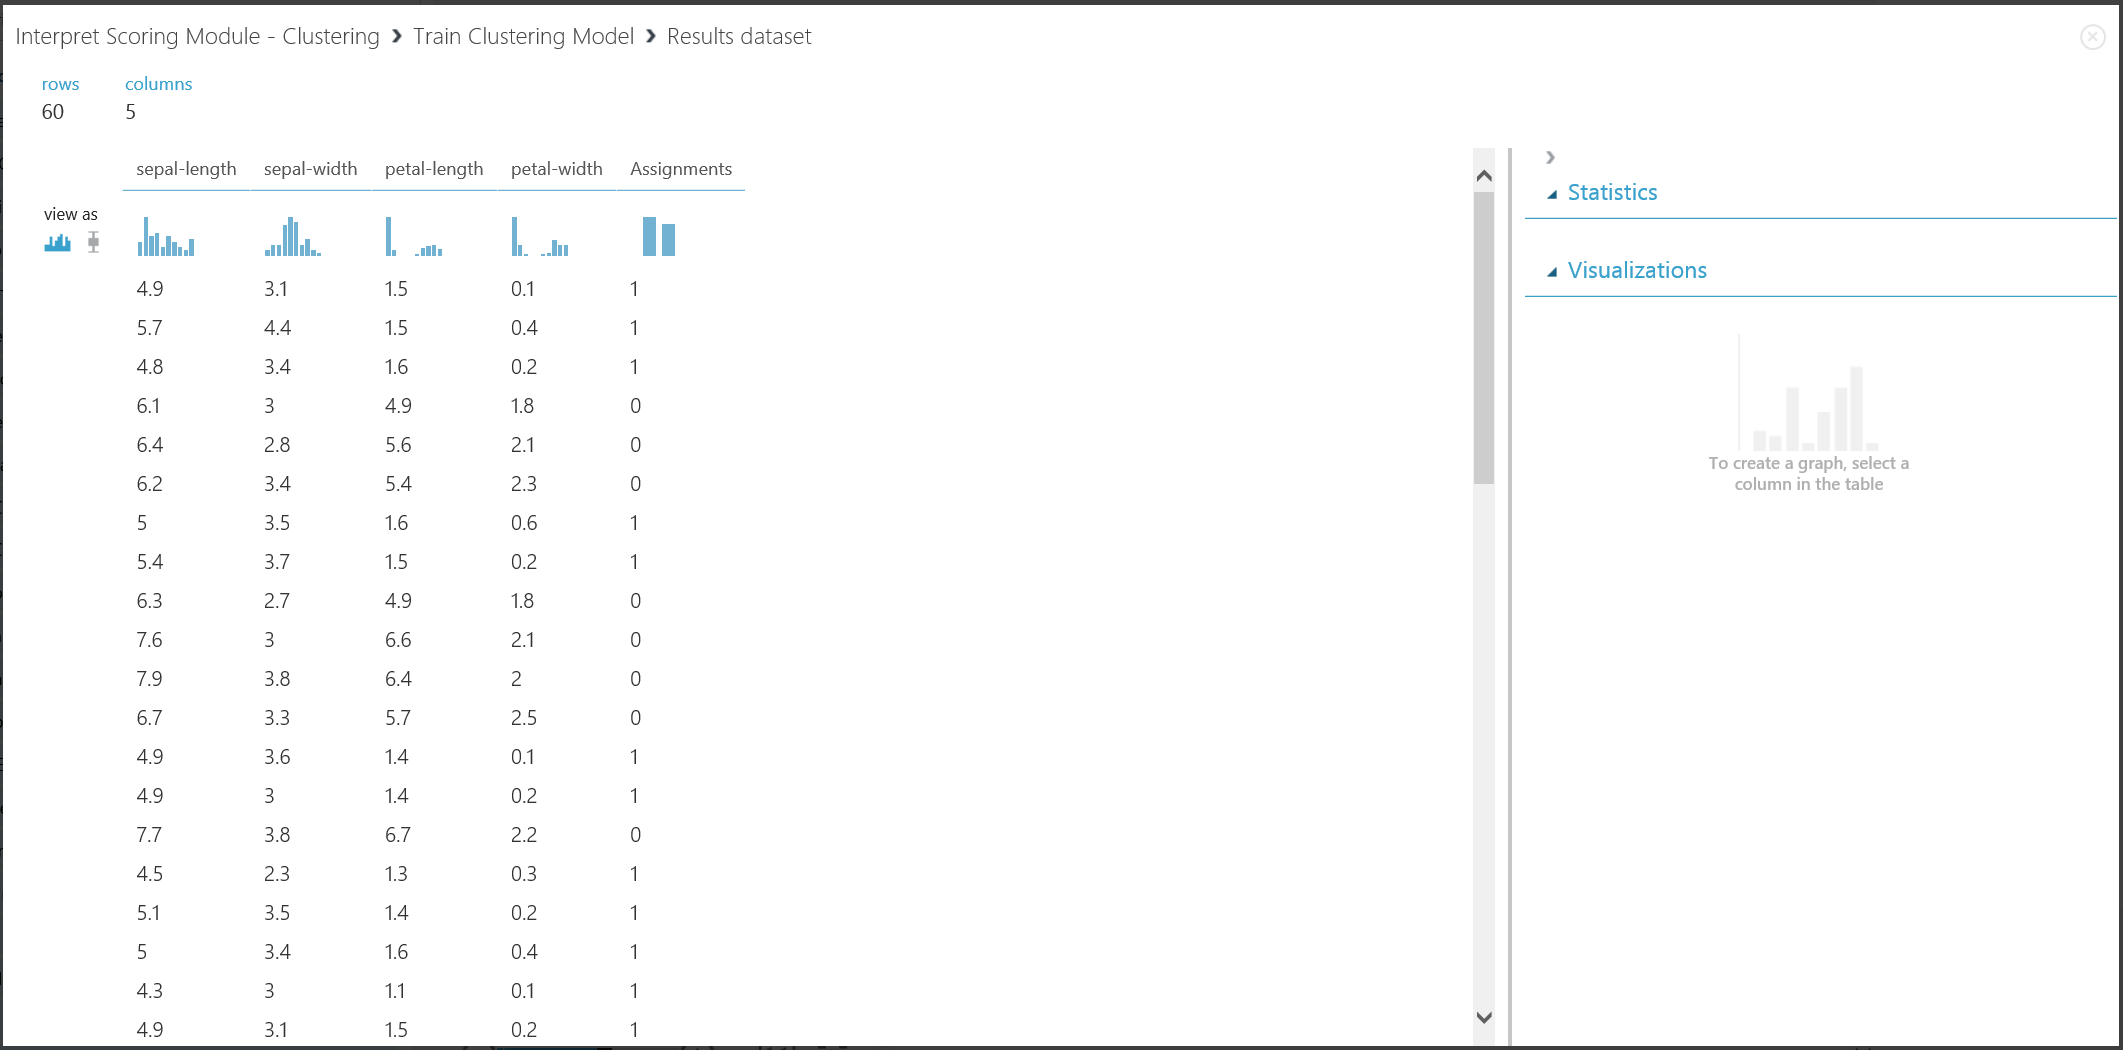 Interpret Scoring Module - Clustering › Train Clustering Model › Results dataset
rows columns
60 5
sepal-length sepal-width petal-length petal-width Assignments
view as
4.9 3.1 1.5 0.1 1
5.7 4.4 1.5 0.4 1
4.8 3.4 1.6 0.2 1
6.1 3 4.9 1.8 0
6.4 2.8 5.6 2.1 0
6.2 3.4 5.4 2.3 0
5 3.5 1.6 0.6 1
5.4 3.7 1.5 0.2 1
6.3 2.7 4.9 1.8 0
7.6 3 6.6 2.1 0
7.9 3.8 6.4 2 0
6.7 3.3 5.7 2.5 0
4.9 3.6 1.4 0.1 1
4.9 3 1.4 0.2 1
7.7 3.8 6.7 2.2 0
4.5 2.3 1.3 0.3 1
5.1 3.5 1.4 0.2 1
5 3.4 1.6 0.4 1
4.3 3 1.1 0.1 1
4.9 3.1 1.5 0.2 1
Statistics
Visualizations
To create a graph, select a
column in the table